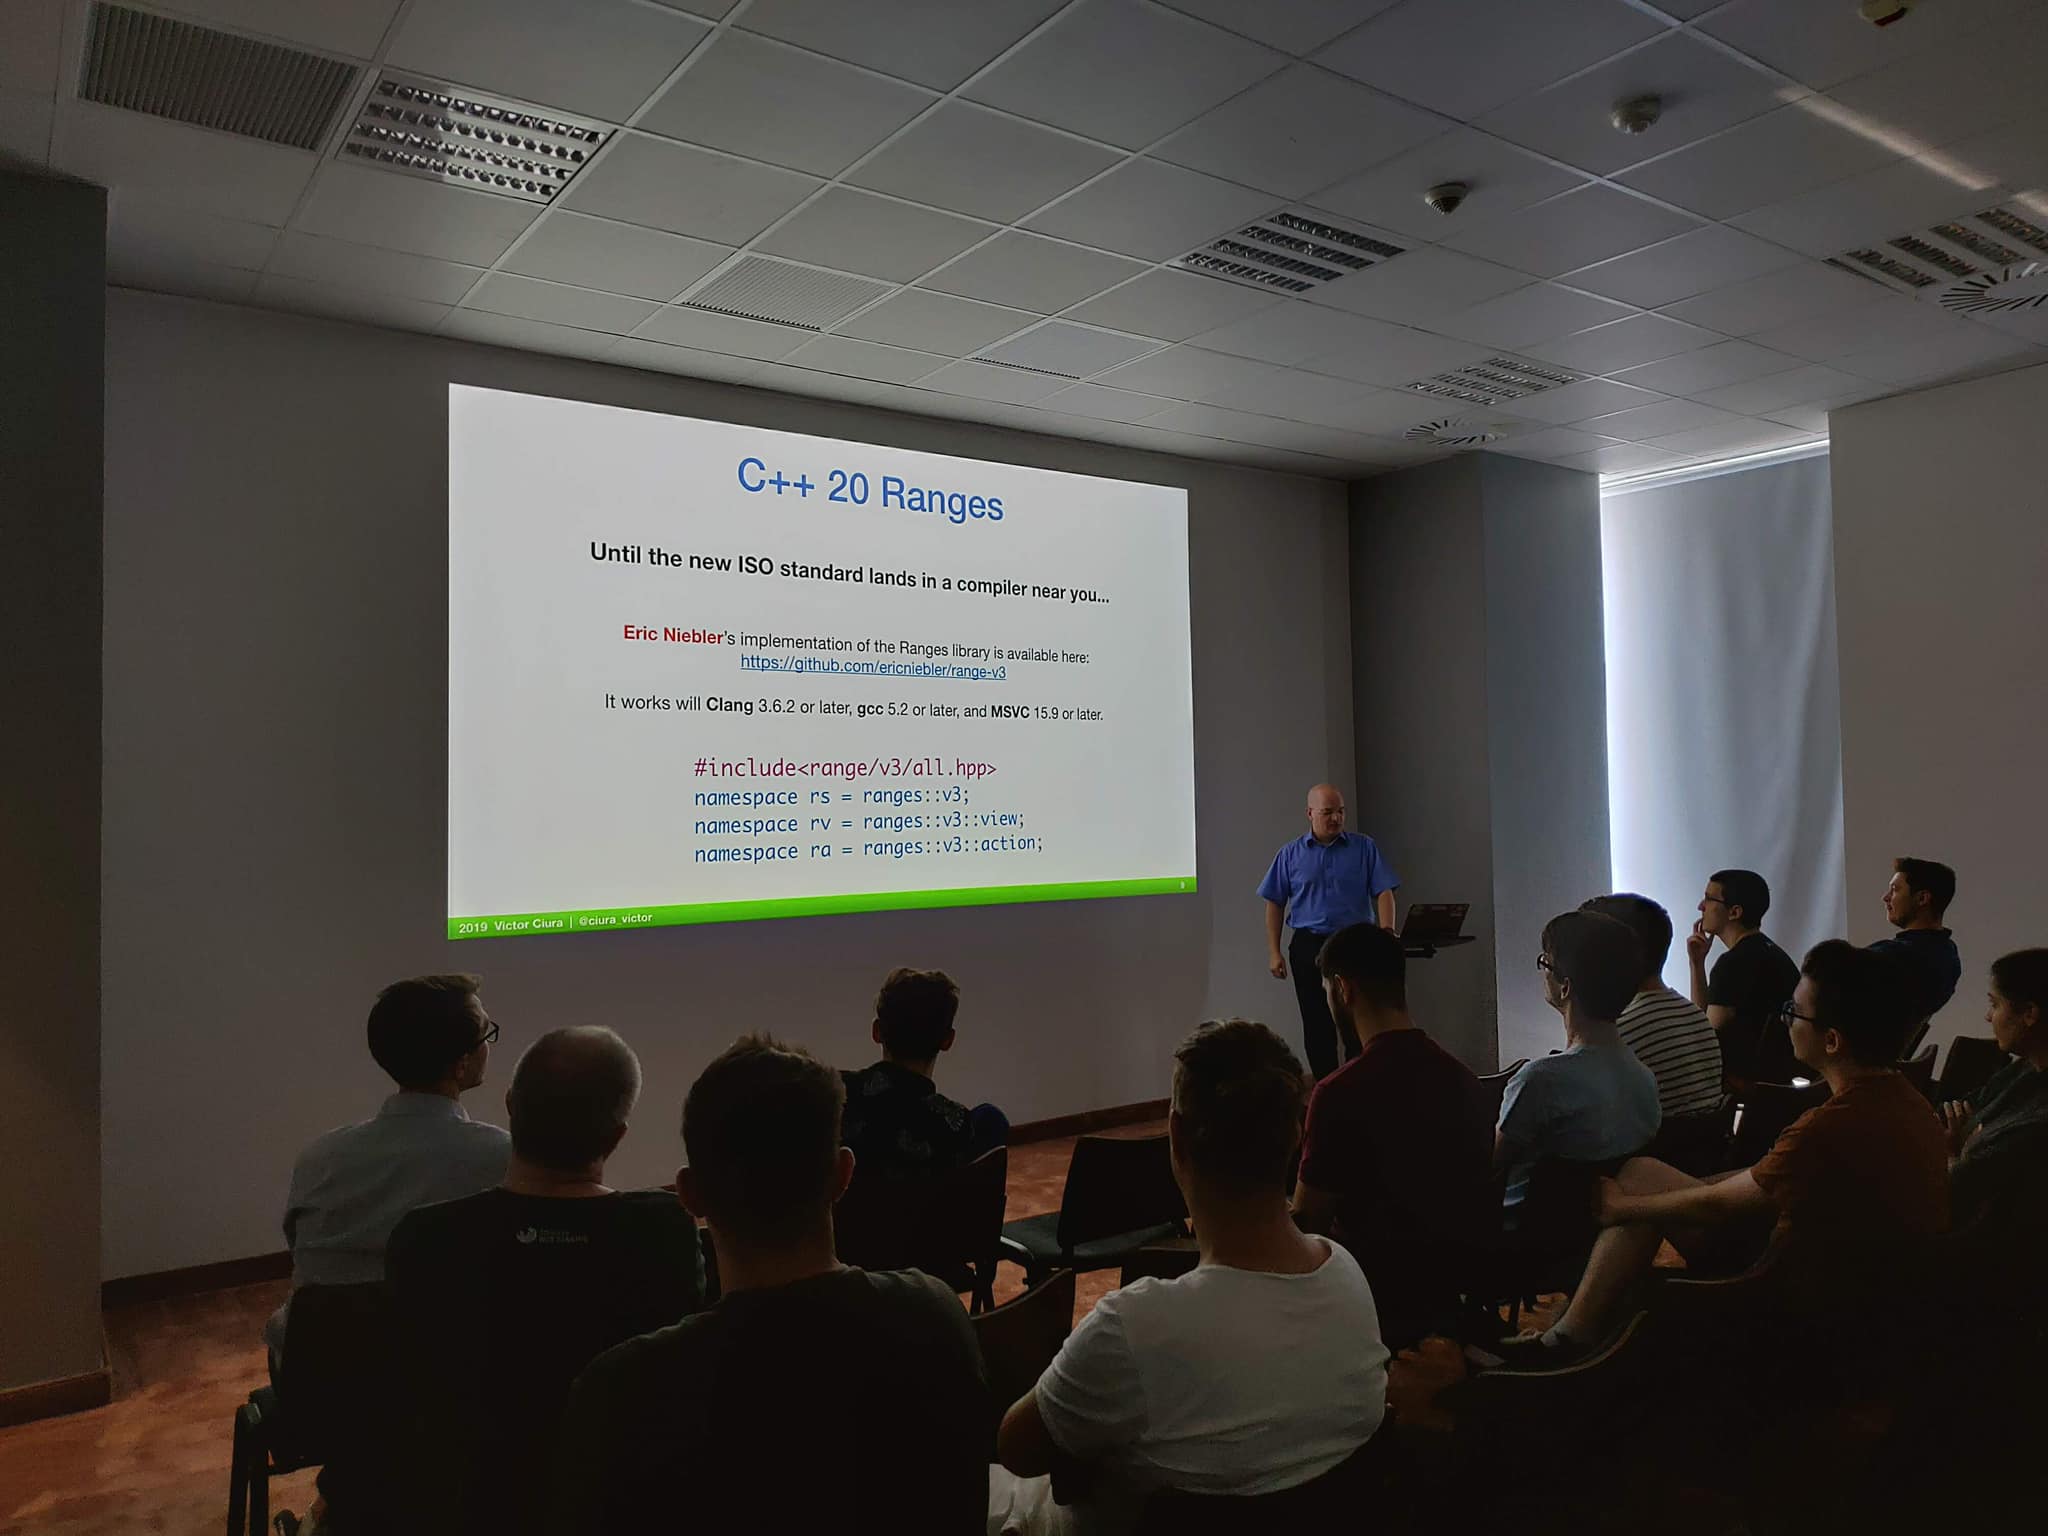 C++ 20 Ranges
Until the new ISO standard lands in a compiler near you...
Eric Niebler's implementation of the Ranges library is available here:
https://github.com/ericniebler/range-v3
It works will Clang 3.6.2 or later, gcc 5.2 or later, and MSVC 15.9 or later.
#include<range/v3/all.hpp>
namespace rs = ranges::v3;
namespace rv = ranges::v3::view;
namespace ra = ranges::v3::action;
2019 Victor Ciura | @ciura_victor
9